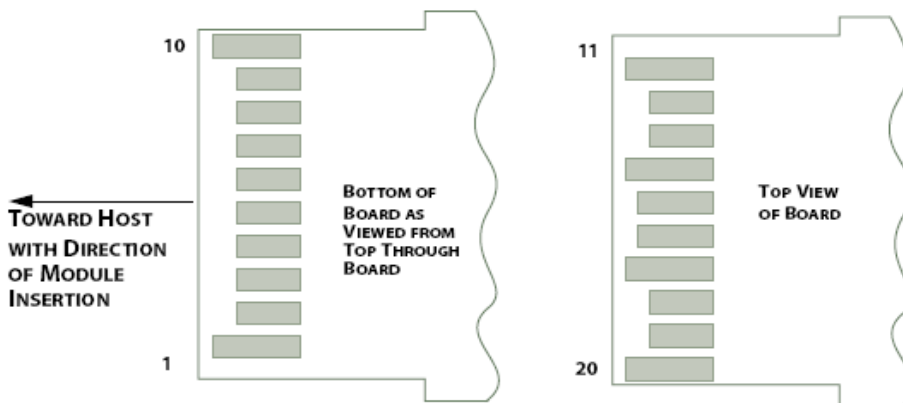 10
1
TOWARD HOST
WITH DIRECTION
OF MODULE
INSERTION
BOTTOM OF
BOARD AS
VIEWED FROM
TOP THROUGH
BOARD
11
20
TOP VIEW
OF BOARD